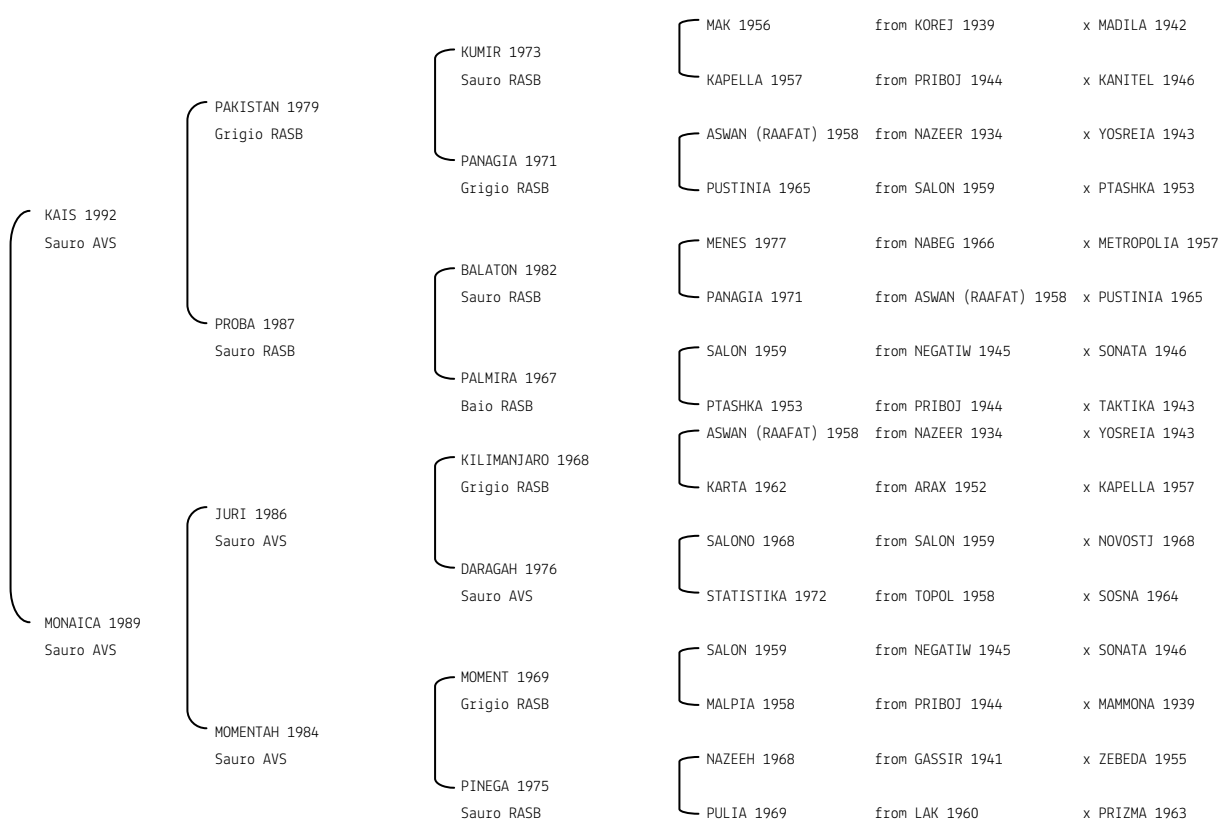 MAK 1956 from KOREJ 1939 x MADILA 1942
KUMIR 1973
Sauro RASB
KAPELLA 1957 from PRIBOJ 1944 x KANITEL 1946
PAKISTAN 1979
Grigio RASB
ASWAN (RAAFAT) 1958 from NAZEER 1934 x YOSREIA 1943
PANAGIA 1971
Grigio RASB
PUSTINIA 1965 from SALON 1959 x PTASHKA 1953
KAIS 1992
Sauro AVS
MENES 1977 from NABEG 1966 x METROPOLIA 1957
BALATON 1982
Sauro RASB
PANAGIA 1971 from ASWAN (RAAFAT) 1958 x PUSTINIA 1965
PROBA 1987
Sauro RASB
SALON 1959 from NEGATIW 1945 x SONATA 1946
PALMIRA 1967
Baio RASB
PTASHKA 1953 from PRIBOJ 1944 x TAKTIKA 1943
ASWAN (RAAFAT) 1958 from NAZEER 1934 x YOSREIA 1943
KILIMANJARO 1968
Grigio RASB
KARTA 1962 from ARAX 1952 x KAPELLA 1957
JURI 1986
Sauro AVS
SALONO 1968 from SALON 1959 x NOVOSTJ 1968
DARAGAH 1976
Sauro AVS
STATISTIKA 1972 from TOPOL 1958 x SOSNA 1964
MONAICA 1989
Sauro AVS
SALON 1959 from NEGATIW 1945 x SONATA 1946
MOMENT 1969
Grigio RASB
MALPIA 1958 from PRIBOJ 1944 x MAMMONA 1939
MOMENTAH 1984
Sauro AVS
NAZEEH 1968 from GASSIR 1941 x ZEBEDA 1955
PINEGA 1975
Sauro RASB
PULIA 1969 from LAK 1960 x PRIZMA 1963